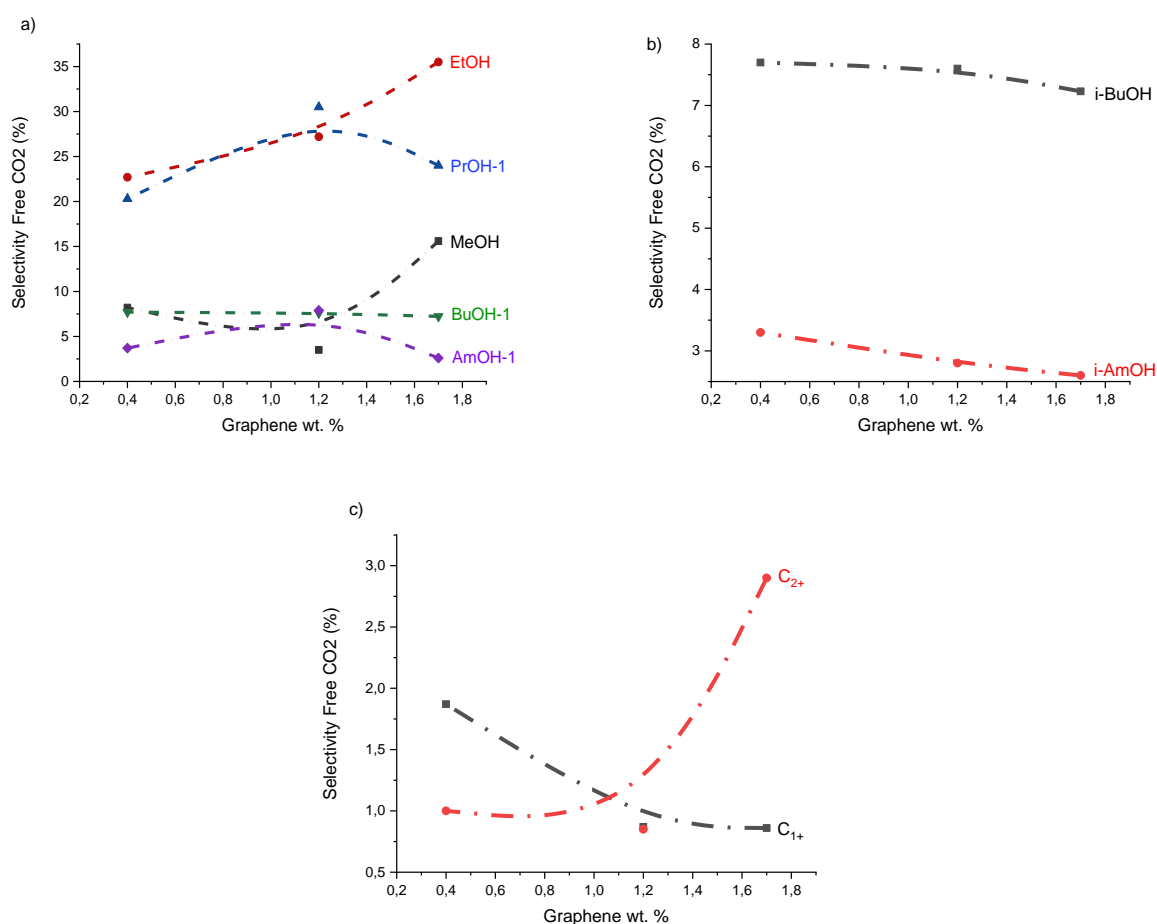 a)
35
30
25
20
15
10
5
0
Selectivity Free CO2 (%)
EtOH
PrOH-1
MeOH
BuOH-1
AmOH-1
0,2 0,4 0,6 0,8 1,0 1,2 1,4 1,6 1,8
Graphene wt. %
b)
8
7
6
5
4
3
Selectivity Free CO2 (%)
i-BuOH
i-AmOH
0,2 0,4 0,6 0,8 1,0 1,2 1,4 1,6 1,8
Graphene wt. %
c)
3,0
2,5
2,0
1,5
1,0
0,5
Selectivity Free CO2 (%)
C2+
C1+
0,2 0,4 0,6 0,8 1,0 1,2 1,4 1,6 1,8
Graphene wt. %